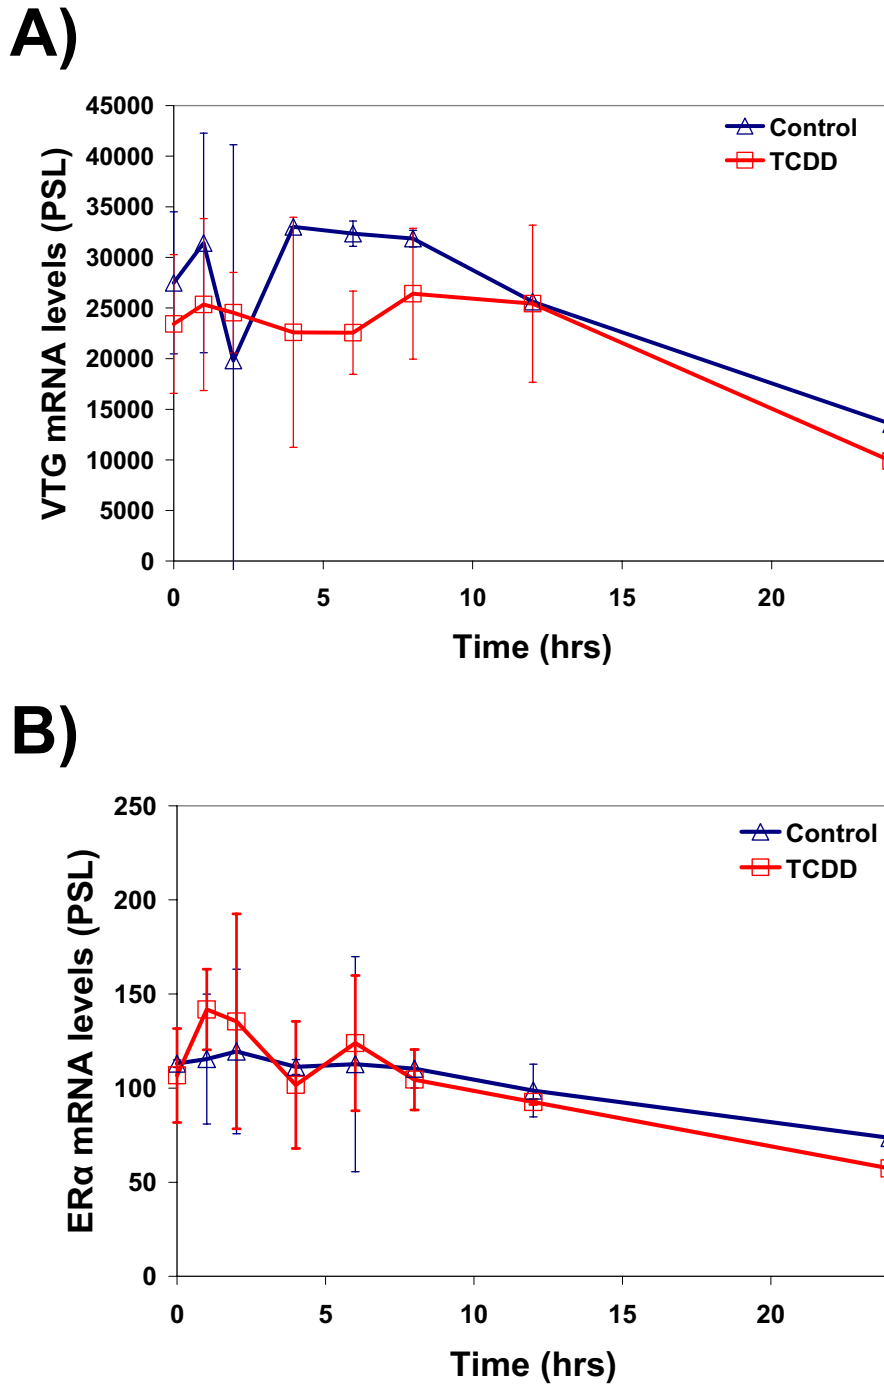 A)
45000
40000
35000
30000
25000
20000
15000
10000
5000
0
VTG mRNA levels (PSL)
Control
TCDD
0 5 10 15 20
Time (hrs)
B)
250
200
150
100
50
0
ERα mRNA levels (PSL)
Control
TCDD
0 5 10 15 20
Time (hrs)